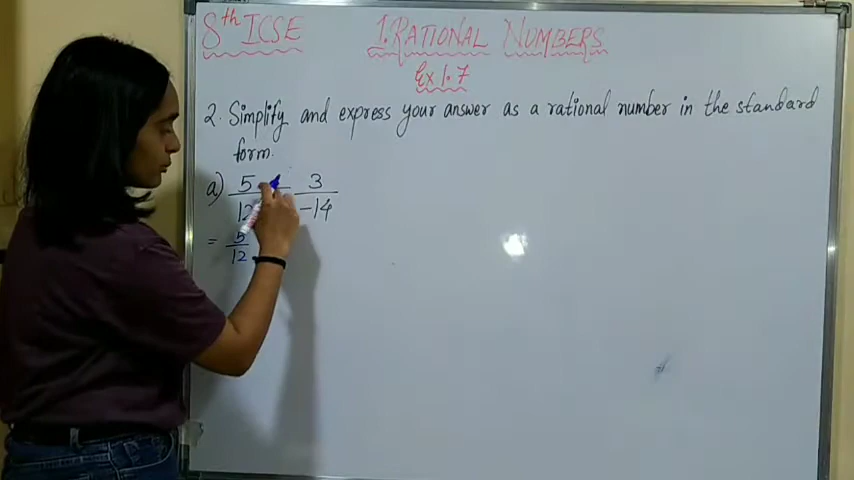 8th ICSE
1. RATIONAL NUMBERS
Ex 1.7
2. Simplify and express your answer as a rational number in the standard
form.
a) 5/12 3/-14
= 5/12